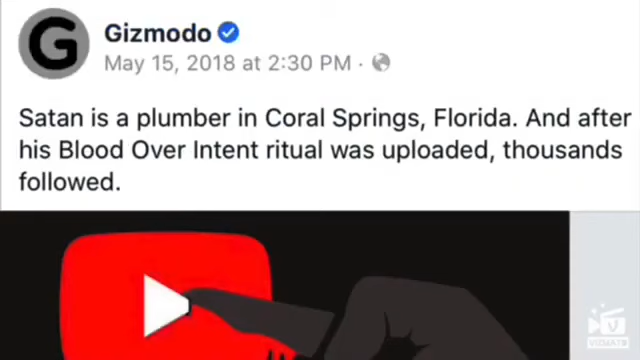 G Gizmodo
May 15, 2018 at 2:30 PM ·
Satan is a plumber in Coral Springs, Florida. And after
his Blood Over Intent ritual was uploaded, thousands
followed.